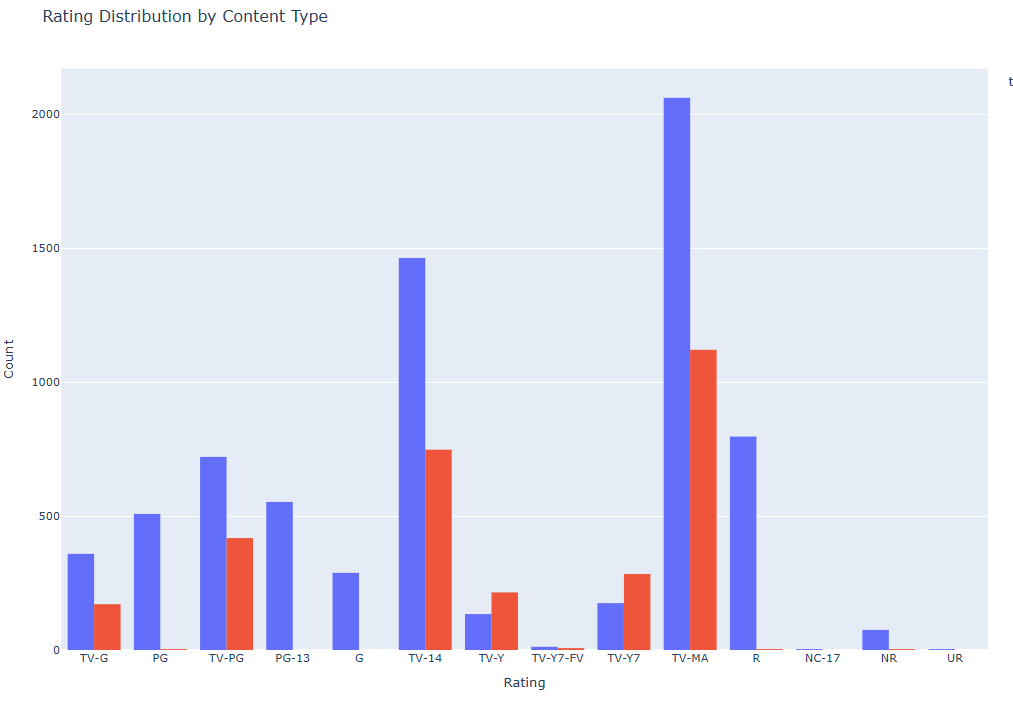 Rating Distribution by Content Type
t
2000
1500
1000
500
0
Count
TV-G PG TV-PG PG-13 G TV-14 TV-Y TV-Y7-FV TV-Y7 TV-MA R NC-17 NR UR
Rating